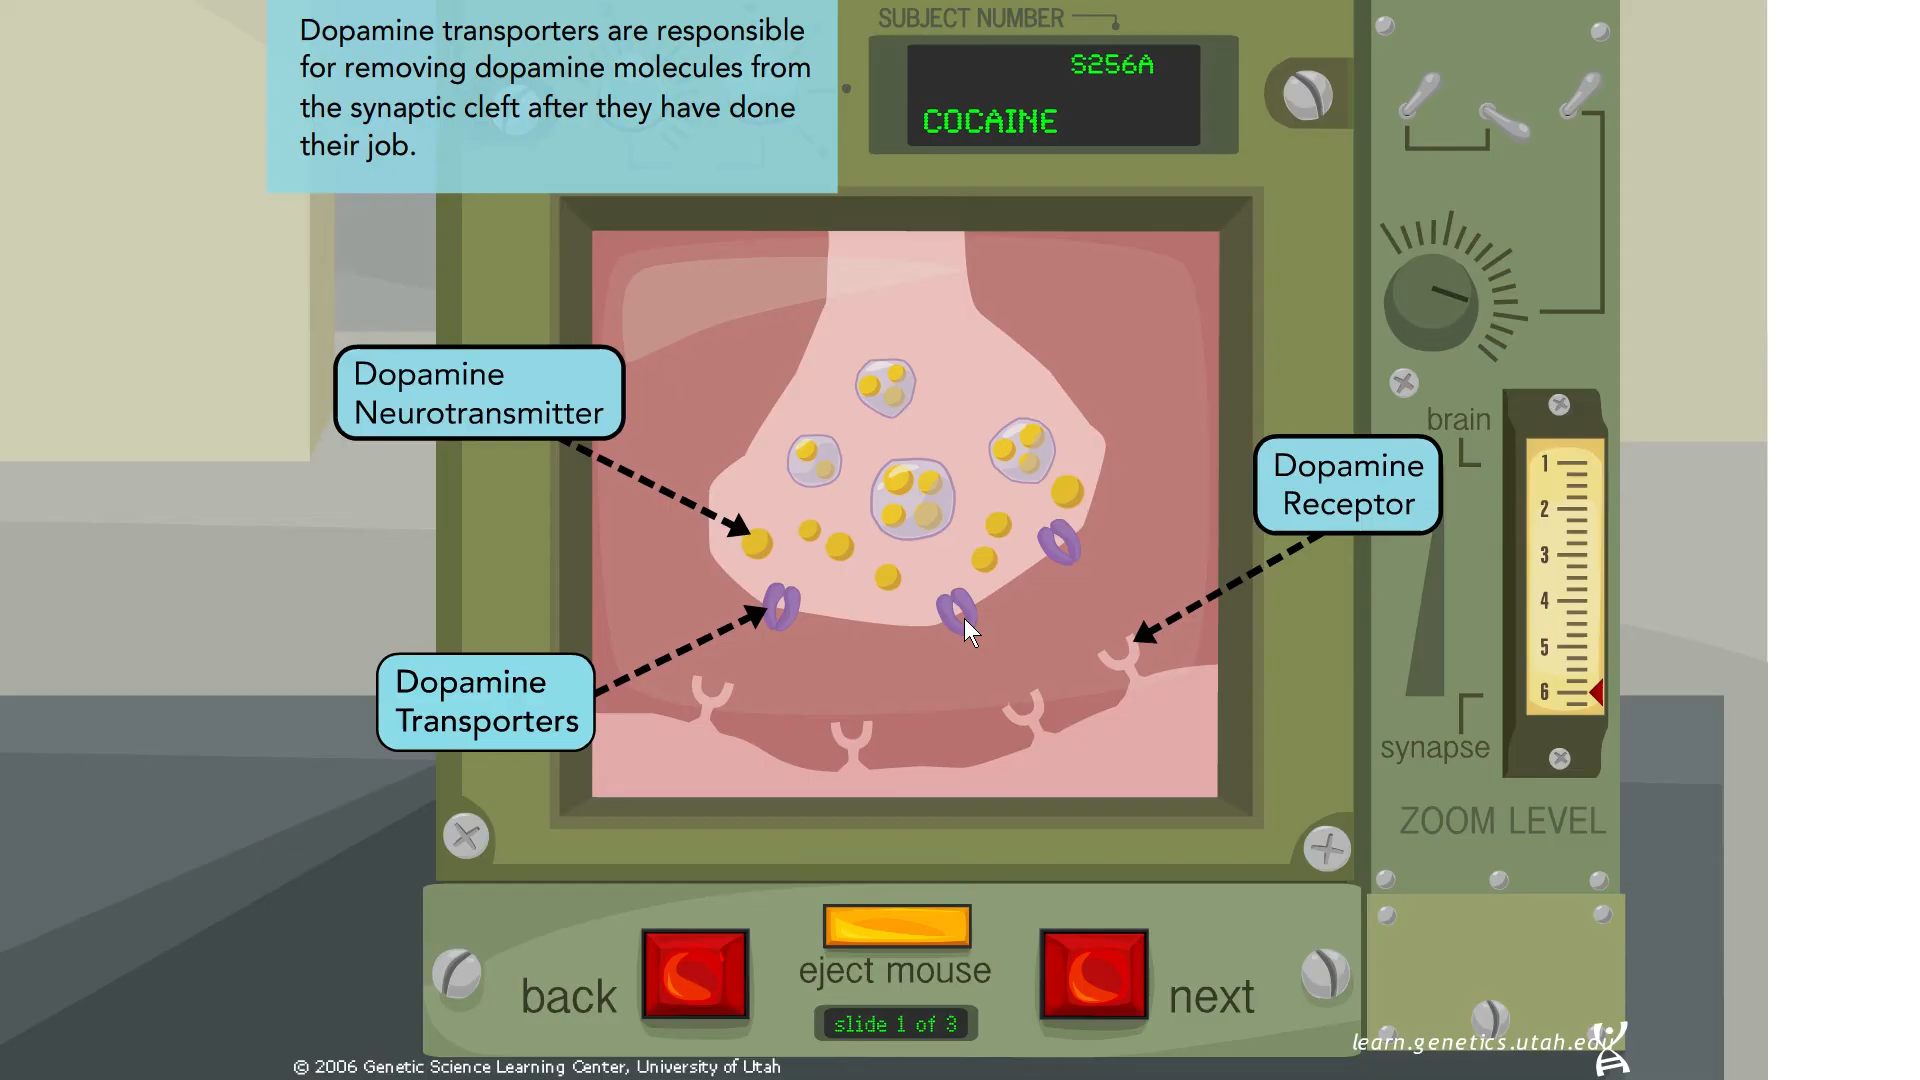 Dopamine transporters are responsible
for removing dopamine molecules from
the synaptic cleft after they have done
their job.
SUBJECT NUMBER
S256A
COCAINE
Dopamine
Neurotransmitter
Dopamine
Receptor
Dopamine
Transporters
brain
1
2
3
4
5
6
synapse
ZOOM LEVEL
back
eject mouse
next
slide 1 of 3
learn.genetics.utah.edu
© 2006 Genetic Science Learning Center, University of Utah